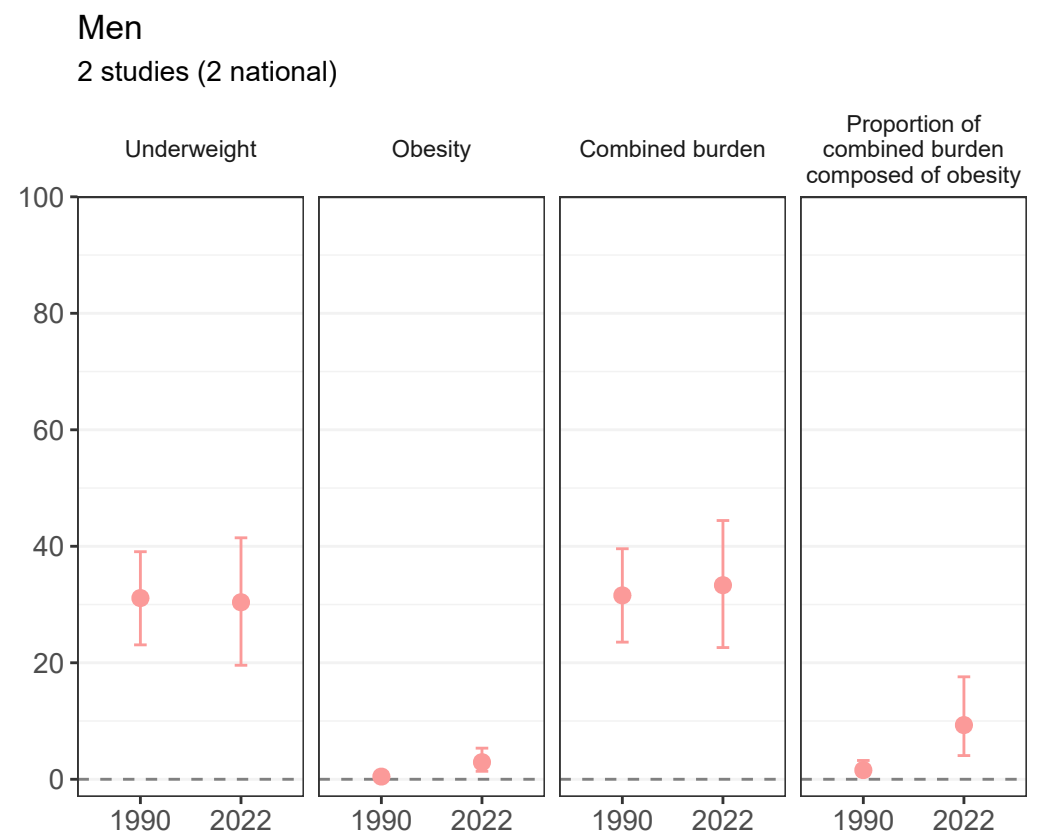 Men
2 studies (2 national)
Underweight
Obesity
Combined burden
Proportion of
combined burden
composed of obesity
100
80
60
40
20
0
1990 2022
1990 2022
1990 2022
1990 2022